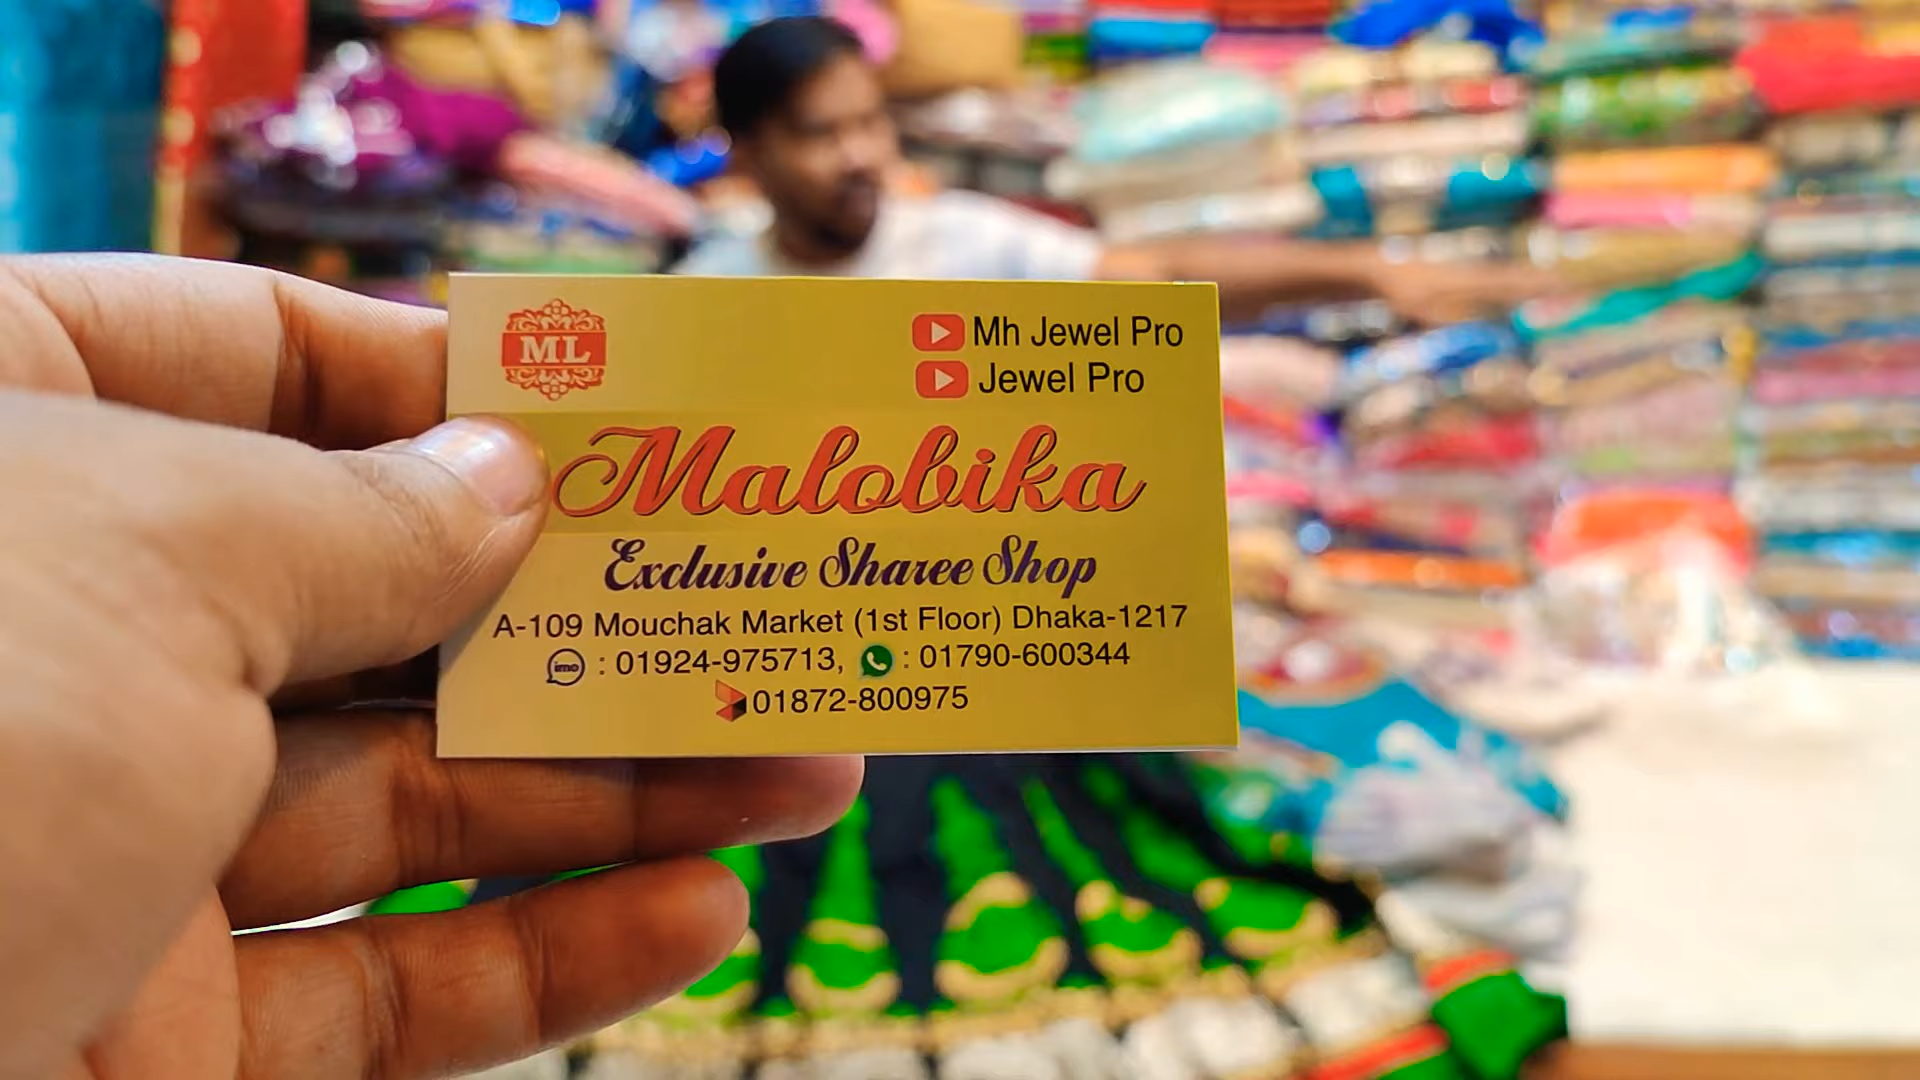 ML
Mh Jewel Pro
Jewel Pro
Malobika
Exclusive Sharee Shop
A-109 Mouchak Market (1st Floor) Dhaka-1217
imo : 01924-975713, : 01790-600344
01872-800975